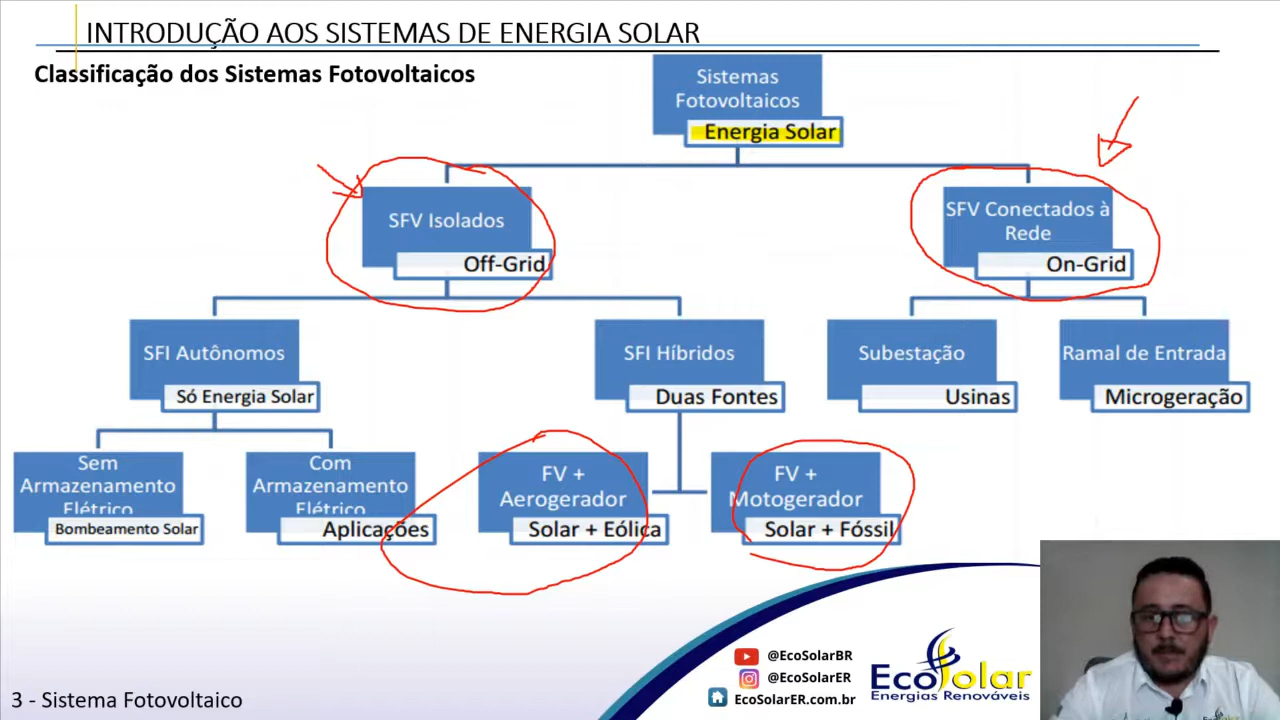 INTRODUÇÃO AOS SISTEMAS DE ENERGIA SOLAR
Classificação dos Sistemas Fotovoltaicos
Sistemas
Fotovoltaicos
Energia Solar
SFV Isolados
Off-Grid
SFV Conectados à
Rede
On-Grid
SFI Autônomos
Só Energia Solar
SFI Híbridos
Duas Fontes
Subestação
Usinas
Ramal de Entrada
Microgeração
Sem
Armazenamento
Elétrico
Bombeamento Solar
Com
Armazenamento
Elétrico
Aplicações
FV +
Aerogerador
Solar + Eólica
FV +
Motogerador
Solar + Fóssil
@EcoSolarBR
@EcoSolarER
EcoSolarER.com.br
EcoSolar
Energias Renováveis
3 - Sistema Fotovoltaico